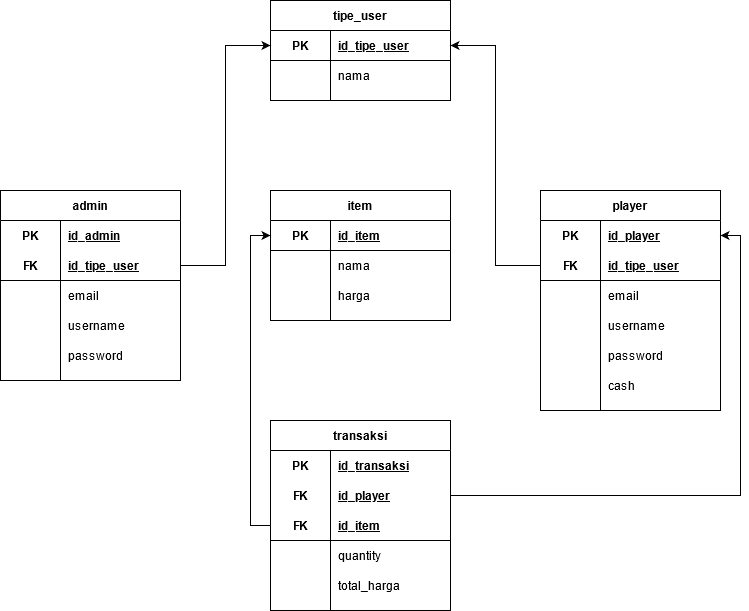 tipe_user
PK id_tipe_user
nama
admin
PK id_admin
FK id_tipe_user
email
username
password
item
PK id_item
nama
harga
player
PK id_player
FK id_tipe_user
email
username
password
cash
transaksi
PK id_transaksi
FK id_player
FK id_item
quantity
total_harga